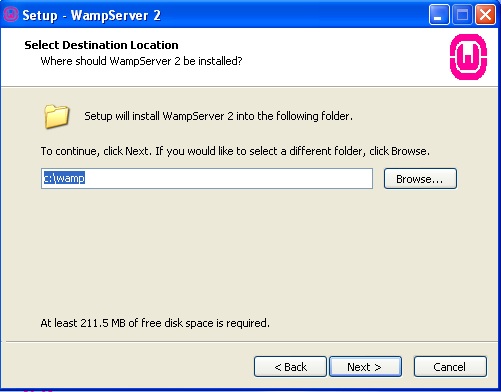 Setup - WampServer 2
Select Destination Location
Where should WampServer 2 be installed?
W
Setup will install WampServer 2 into the following folder.
To continue, click Next. If you would like to select a different folder, click Browse.
c:\wamp
Browse...
At least 211.5 MB of free disk space is required.
< Back
Next >
Cancel